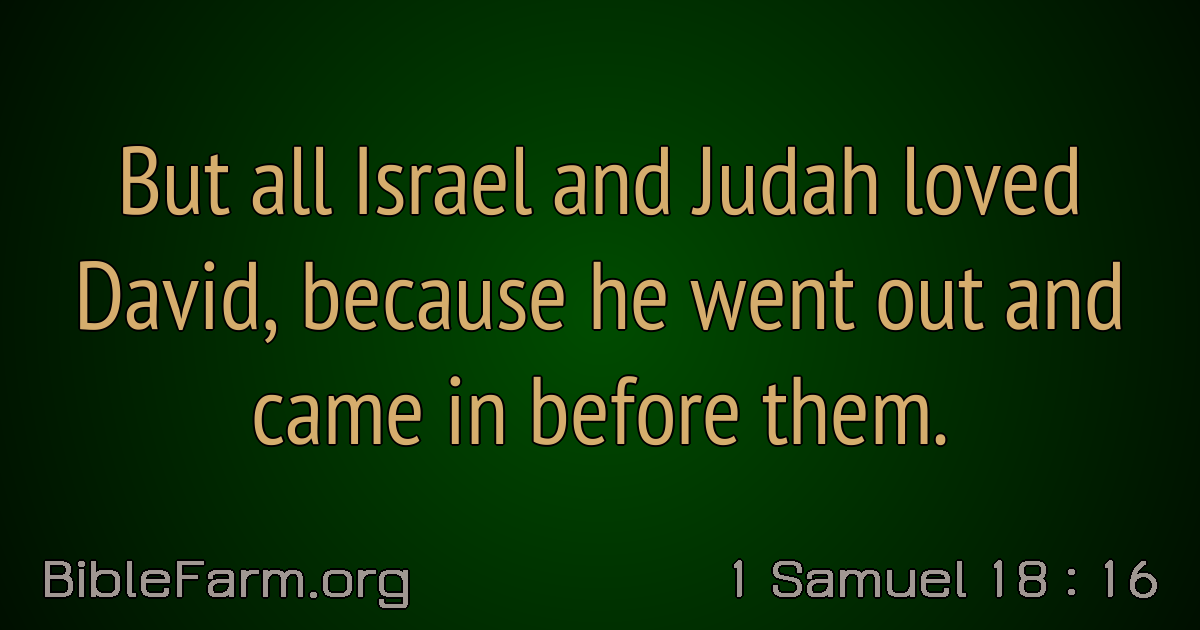 But all Israel and Judah loved
David, because he went out and
came in before them.
BibleFarm.org
1 Samuel 18 : 16